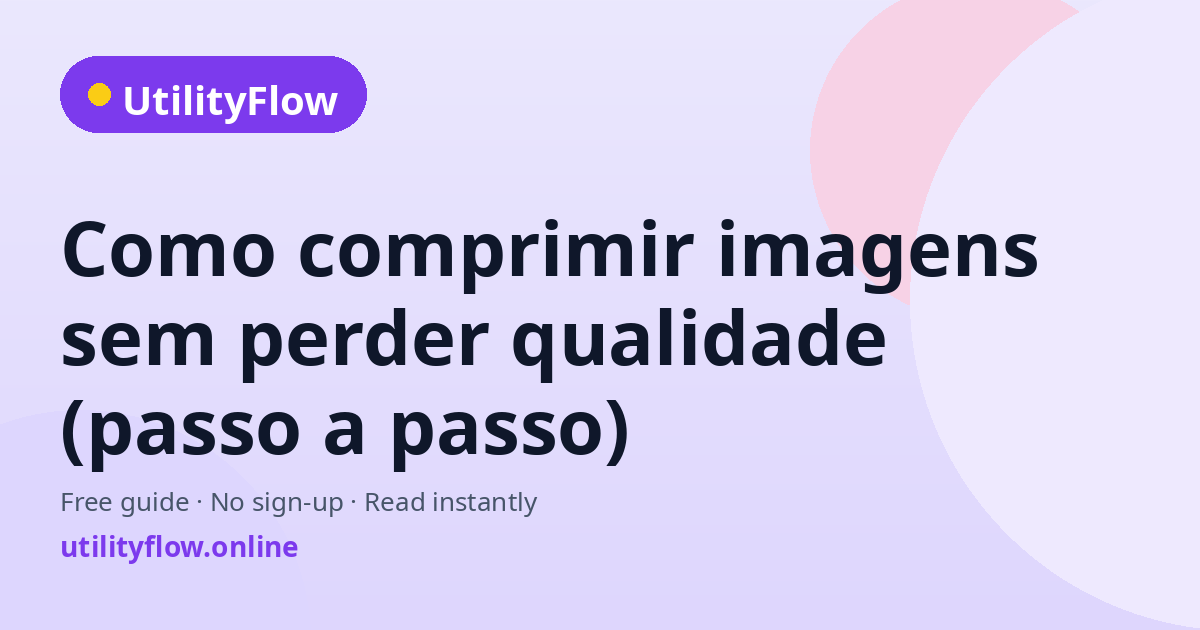 UtilityFlow
Como comprimir imagens
sem perder qualidade
(passo a passo)
Free guide · No sign-up · Read instantly
utilityflow.online